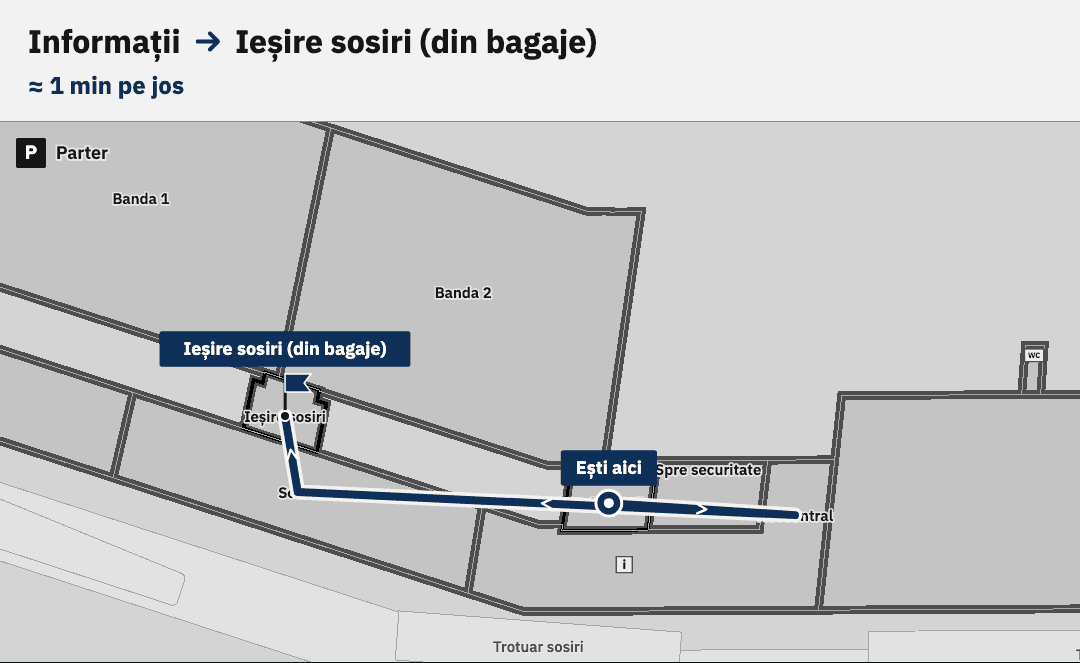 Informații → Ieșire sosiri (din bagaje)
≈ 1 min pe jos
P Parter
Banda 1
Banda 2
Ieșire sosiri (din bagaje)
wc
sosiri
Ești aici
Spre securitate
i
Trotuar sosiri